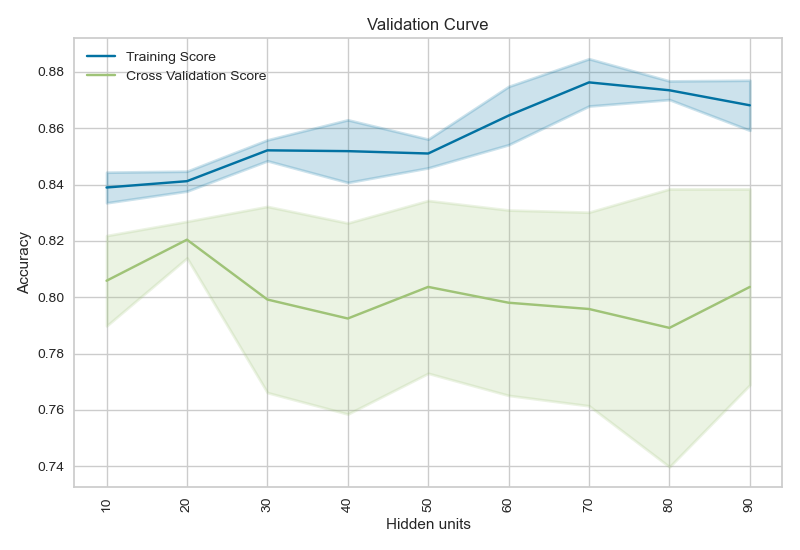 Validation Curve
Training Score
Cross Validation Score
0.88
0.86
0.84
0.82
0.80
0.78
0.76
0.74
Accuracy
10 20 30 40 50 60 70 80 90
Hidden units